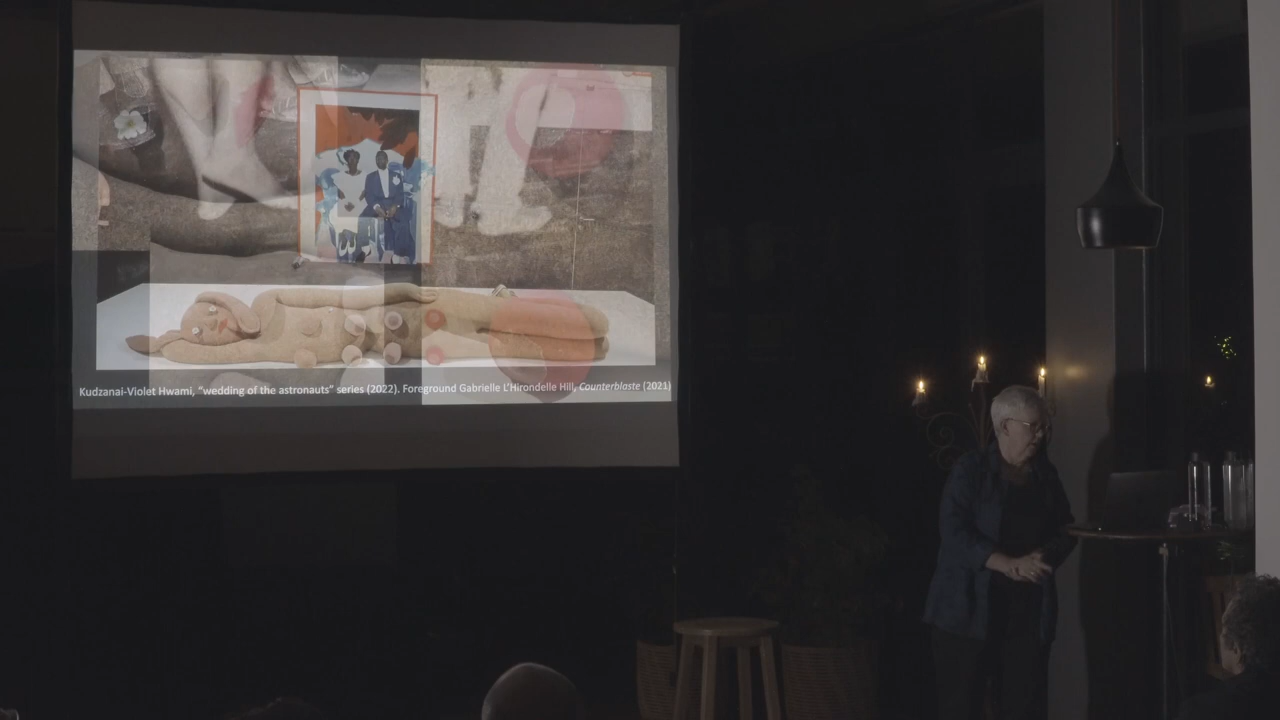 Kudzanai-Violet Hwami, “wedding of the astronauts” series (2022). Foreground Gabrielle L’Hirondelle Hill, Counterblaste (2021)